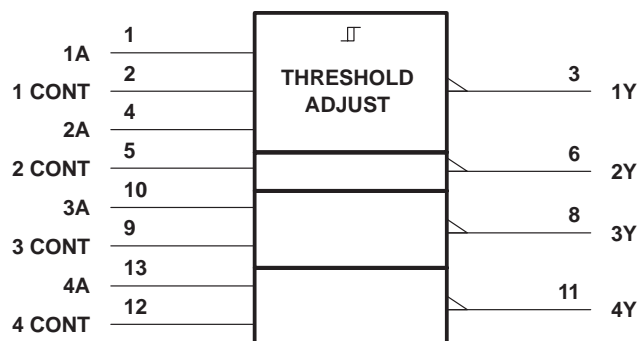 1A 1
1 CONT 2
2A 4
2 CONT 5
3A 10
3 CONT 9
4A 13
4 CONT 12
THRESHOLD
ADJUST
3 1Y
6 2Y
8 3Y
11 4Y